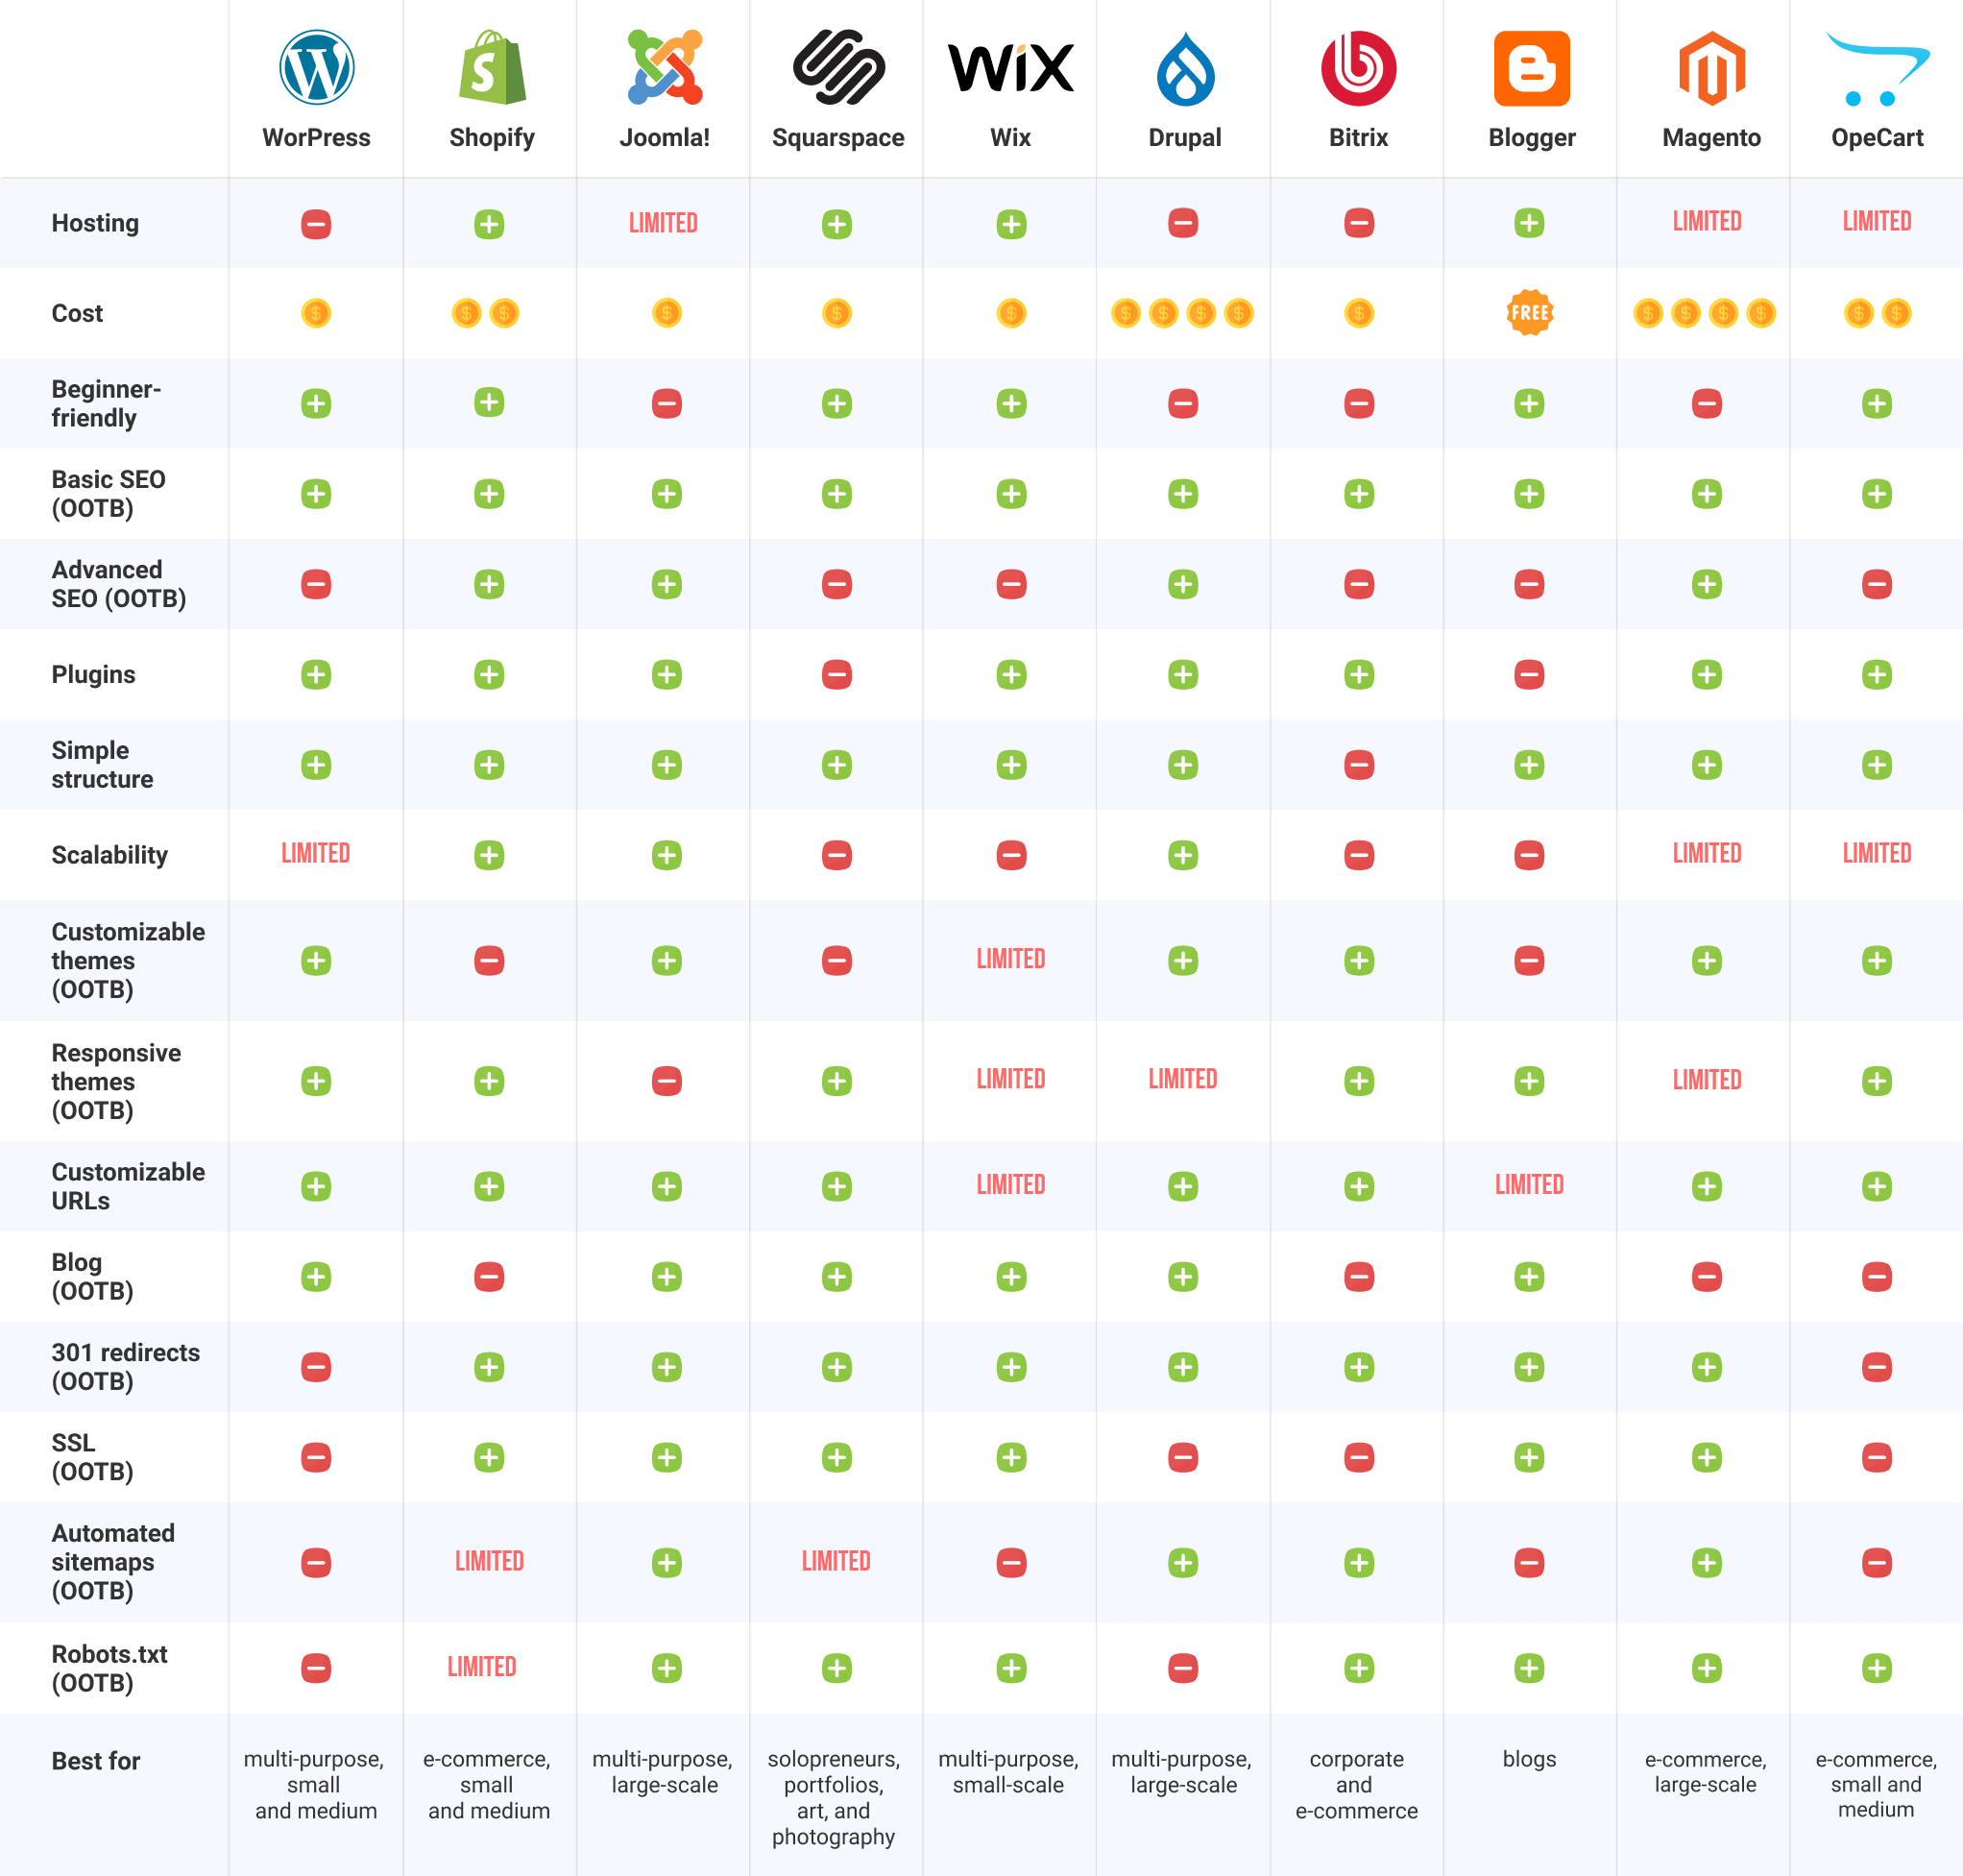 WiX
WorPress Shopify Joomla! Squarspace Wix Drupal Bitrix Blogger Magento OpeCart
Hosting LIMITED LIMITED LIMITED
Cost FREE
Beginner-
friendly
Basic SEO
(OOTB)
Advanced
SEO (OOTB)
Plugins
Simple
structure
Scalability LIMITED LIMITED LIMITED
Customizable
themes LIMITED
(OOTB)
Responsive
themes LIMITED LIMITED LIMITED
(OOTB)
Customizable
URLs LIMITED LIMITED
Blog
(OOTB)
301 redirects
(OOTB)
SSL
(OOTB)
Automated
sitemaps LIMITED LIMITED
(OOTB)
Robots.txt
(OOTB) LIMITED
Best for multi-purpose, e-commerce, multi-purpose, solopreneurs, multi-purpose, multi-purpose, corporate blogs e-commerce, e-commerce,
small small large-scale portfolios, small-scale large-scale and large-scale small and
and medium and medium art, and e-commerce medium
photography